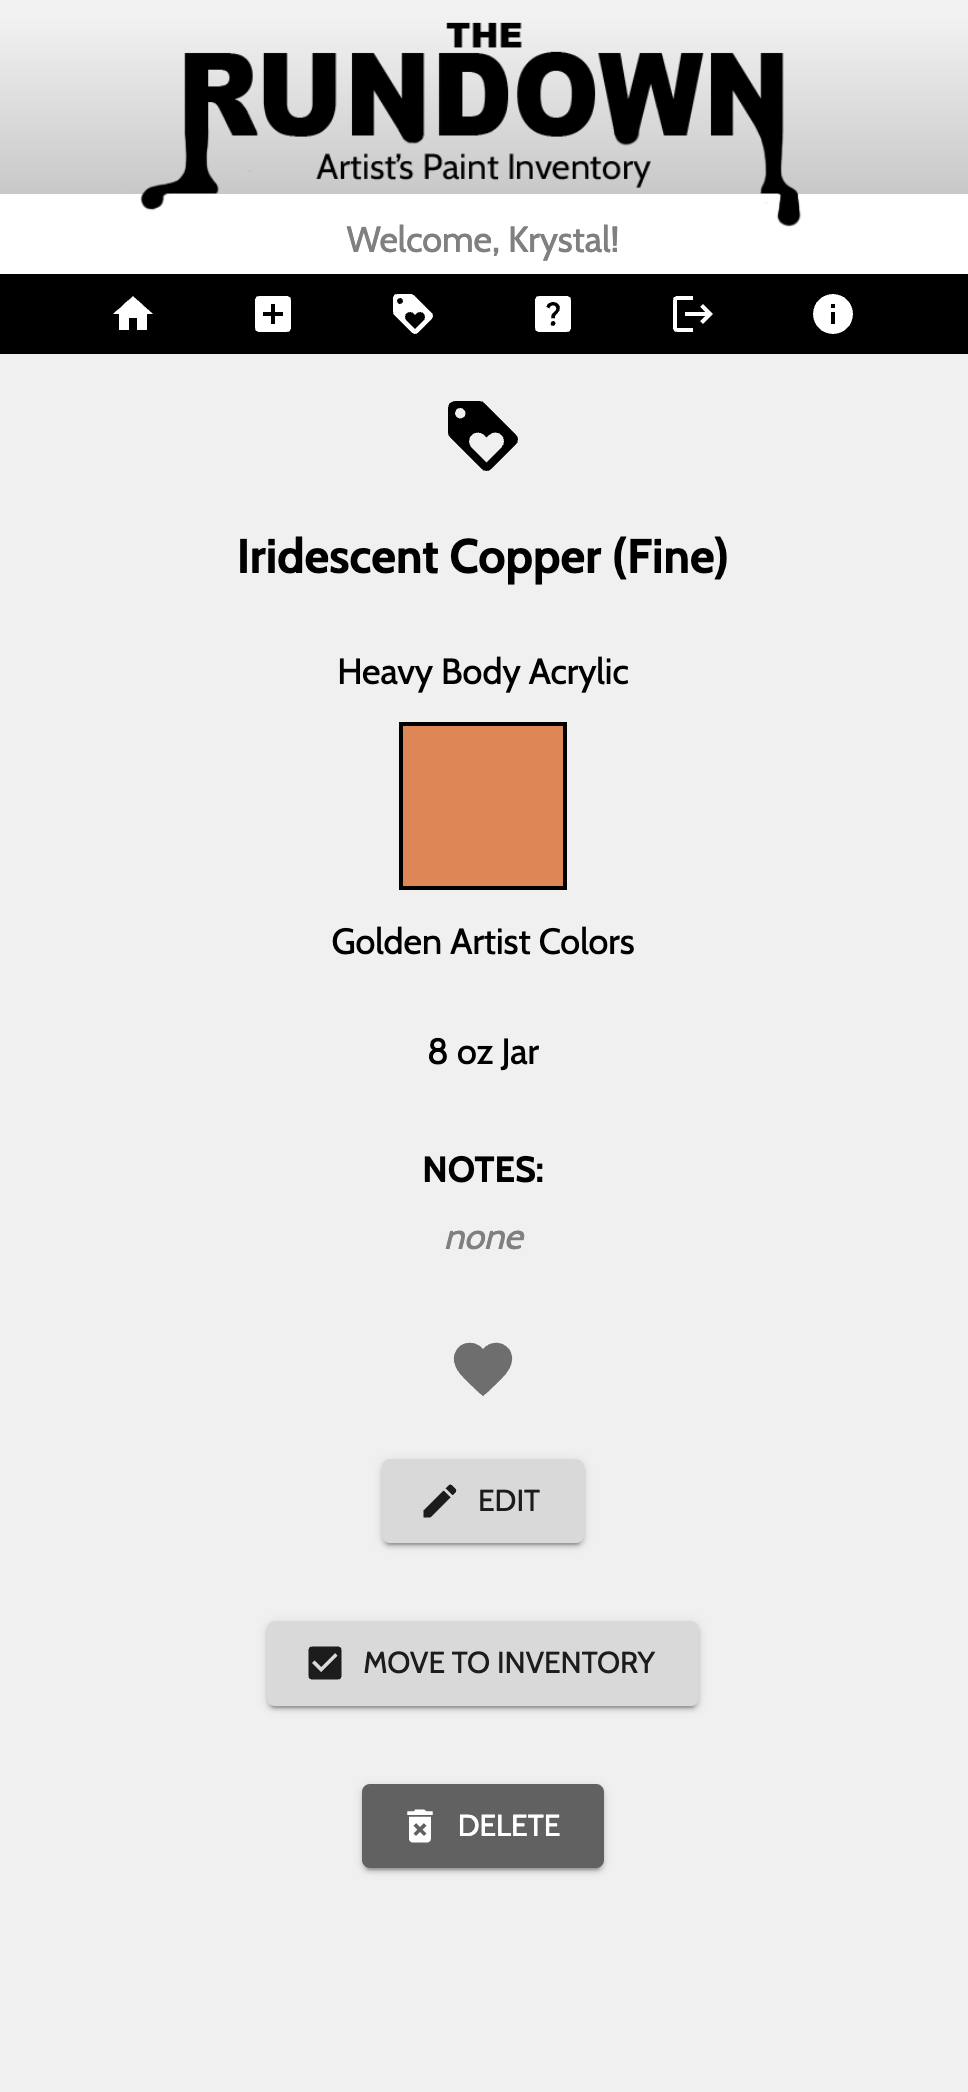 THE
RUNDOWN
Artist's Paint Inventory
Welcome, Krystal!
Iridescent Copper (Fine)
Heavy Body Acrylic
Golden Artist Colors
8 oz Jar
NOTES:
none
EDIT
MOVE TO INVENTORY
DELETE